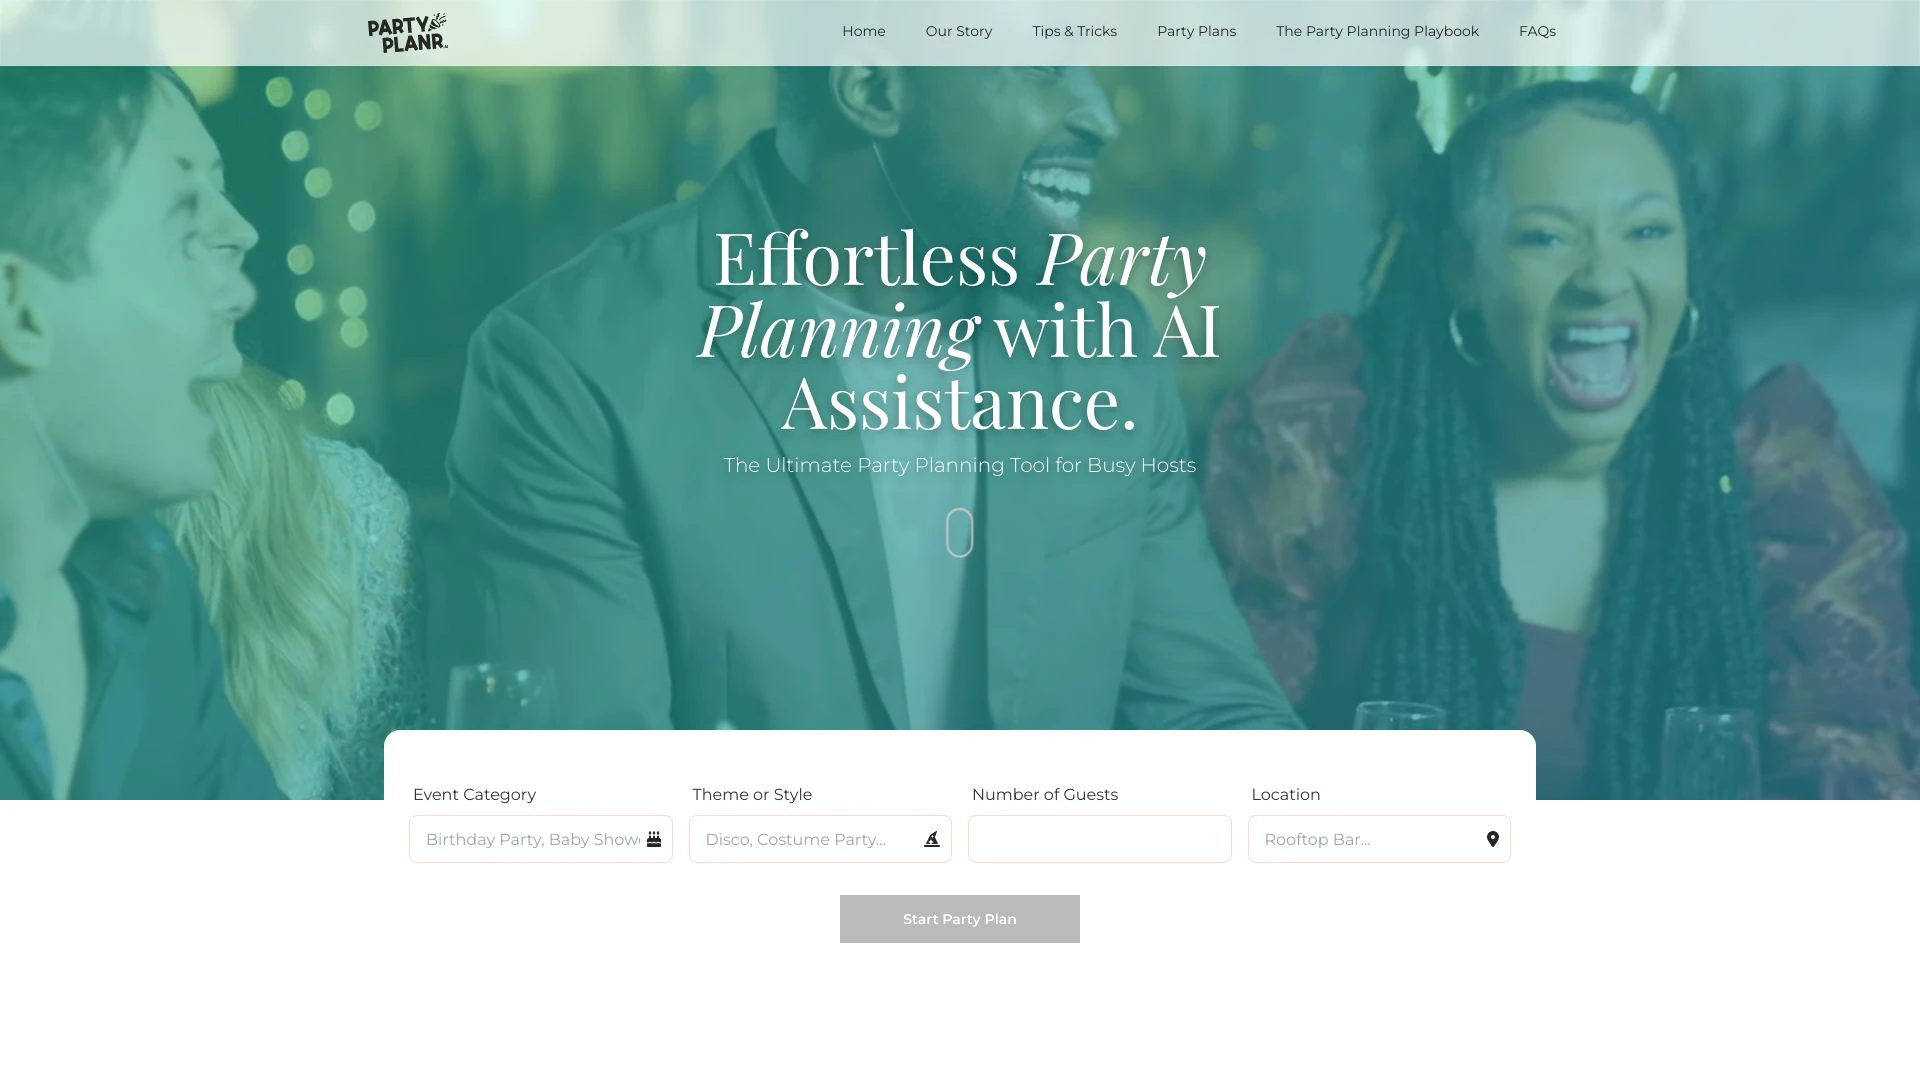 PARTY
PLANR
Home
Our Story
Tips & Tricks
Party Plans
The Party Planning Playbook
FAQs
Effortless Party
Planning with AI
Assistance.
The Ultimate Party Planning Tool for Busy Hosts
Event Category
Theme or Style
Number of Guests
Location
Birthday Party, Baby Showe
Disco, Costume Party...
Rooftop Bar...
Start Party Plan